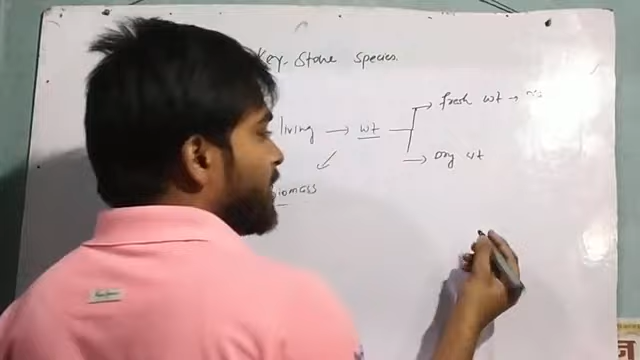 Key-Stone Species.
living → wt → fresh wt →
→ Dry wt
iomass